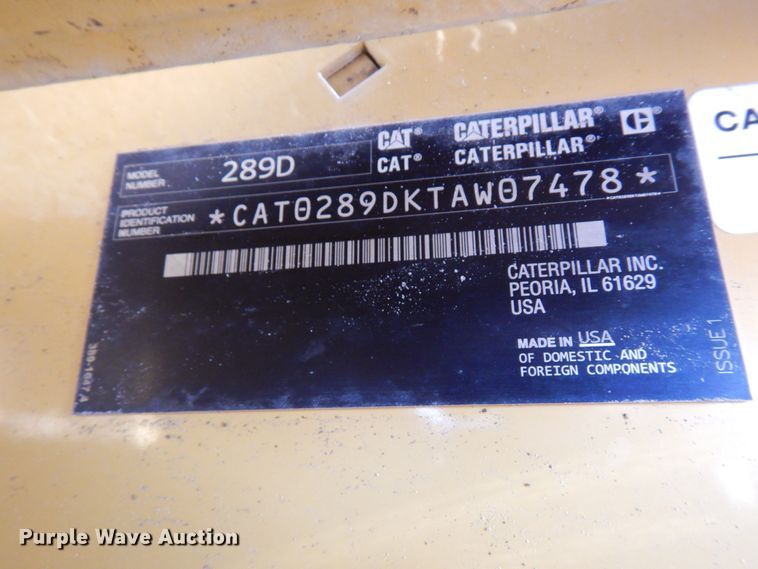 MODEL NUMBER 289D
CAT® CATERPILLAR® C
CAT® CATERPILLAR®
PRODUCT IDENTIFICATION NUMBER *CAT0289DKTAW07478*
CATERPILLAR INC.
PEORIA, IL 61629
USA
MADE IN USA
OF DOMESTIC AND
FOREIGN COMPONENTS
ISSUE 1
CA
Purple Wave Auction